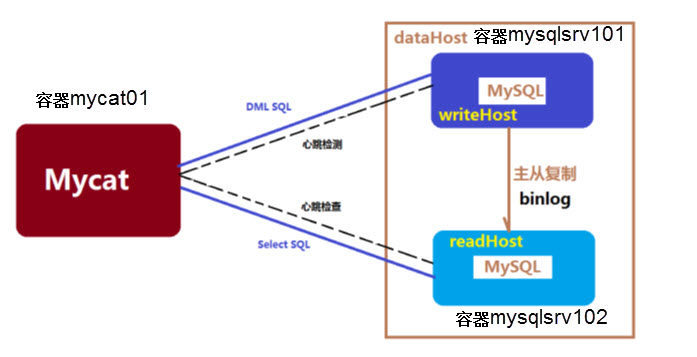 dataHost 容器mysqlsrv101
容器mycat01
MySQL
DML SQL
writeHost
心跳检测
Mycat
主从复制
binlog
心跳检查
readHost
Select SQL
MySQL
容器mysqlsrv102